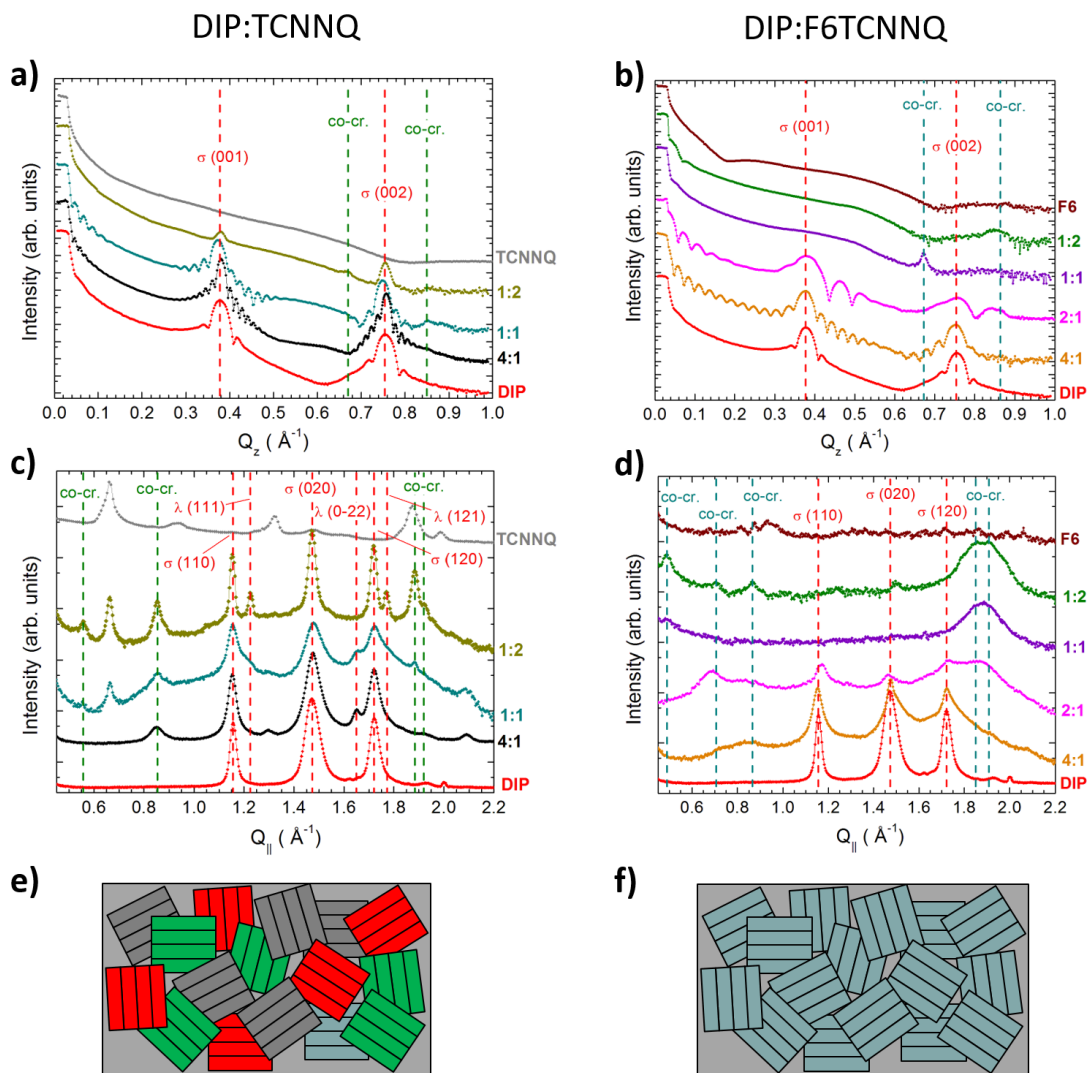 DIP:TCNNQ
DIP:F6TCNNQ
a)
Intensity (arb. units)
σ (001)
co-cr.
σ (002)
co-cr.
TCNNQ
1:2
1:1
4:1
DIP
0.0 0.1 0.2 0.3 0.4 0.5 0.6 0.7 0.8 0.9 1.0
Qz ( Å-1)
b)
Intensity (arb. units)
σ (001)
co-cr.
σ (002)
co-cr.
F6
1:2
1:1
2:1
4:1
DIP
0.0 0.1 0.2 0.3 0.4 0.5 0.6 0.7 0.8 0.9 1.0
Qz ( Å-1)
c)
Intensity (arb. units)
co-cr.
co-cr.
λ (111)
σ (110)
σ (020)
λ (0-22)
co-cr.
λ (121)
σ (120)
TCNNQ
1:2
1:1
4:1
DIP
0.6 0.8 1.0 1.2 1.4 1.6 1.8 2.0 2.2
Q|| ( Å-1)
d)
Intensity (arb. units)
co-cr.
co-cr.
co-cr.
σ (110)
σ (020)
σ (120)
co-cr.
F6
1:2
1:1
2:1
4:1
DIP
0.6 0.8 1.0 1.2 1.4 1.6 1.8 2.0 2.2
Q|| ( Å-1)
e)
f)